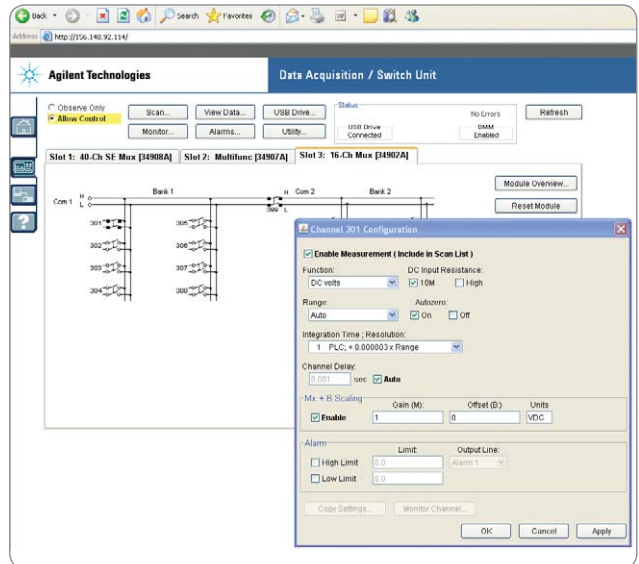 Back
Search
Favorites
Address
http://156.140.92.114/
Agilent Technologies
Data Acquisition / Switch Unit
Observe Only
Allow Control
Scan...
View Data...
USB Drive...
Monitor...
Alarms...
Utility...
Status
No Errors
USB Drive
Connected
DMM
Enabled
Refresh
Slot 1: 40-Ch SE Mux [34908A]
Slot 2: Multifunc [34907A]
Slot 3: 16-Ch Mux [34902A]
Module Overview...
Reset Module
Com 1
H
L
Bank 1
H
L
Com 2
Bank 2
399
301
305
302
306
303
307
304
308
Channel 301 Configuration
Enable Measurement ( Include in Scan List )
Function:
DC Input Resistance:
DC volts
10M
High
Range:
Autozero:
Auto
On
Off
Integration Time ; Resolution:
1 PLC; < 0.000003 x Range
Channel Delay:
0.001
sec
Auto
Mx + B Scaling
Gain (M):
Offset (B:)
Units
Enable
1
0
VDC
Alarm
Limit:
Output Line:
High Limit
0.0
Alarm 1
Low Limit
0.0
Copy Settings...
Monitor Channel...
OK
Cancel
Apply